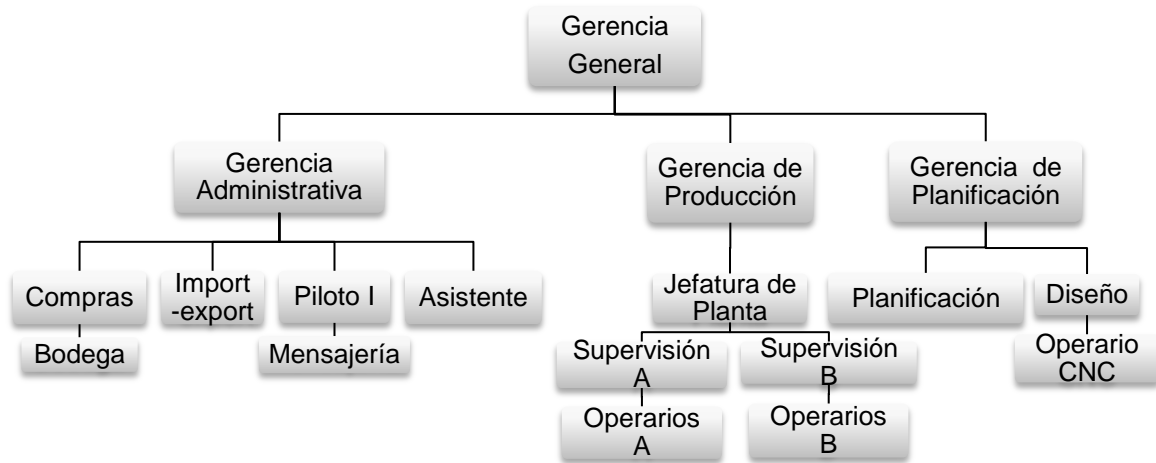 Gerencia
General
Gerencia
Administrativa
Gerencia de
Producción
Gerencia de
Planificación
Compras
Import
-export
Piloto I
Asistente
Jefatura de
Planta
Planificación
Diseño
Bodega
Mensajería
Supervisión
A
Supervisión
B
Operario
CNC
Operarios
A
Operarios
B